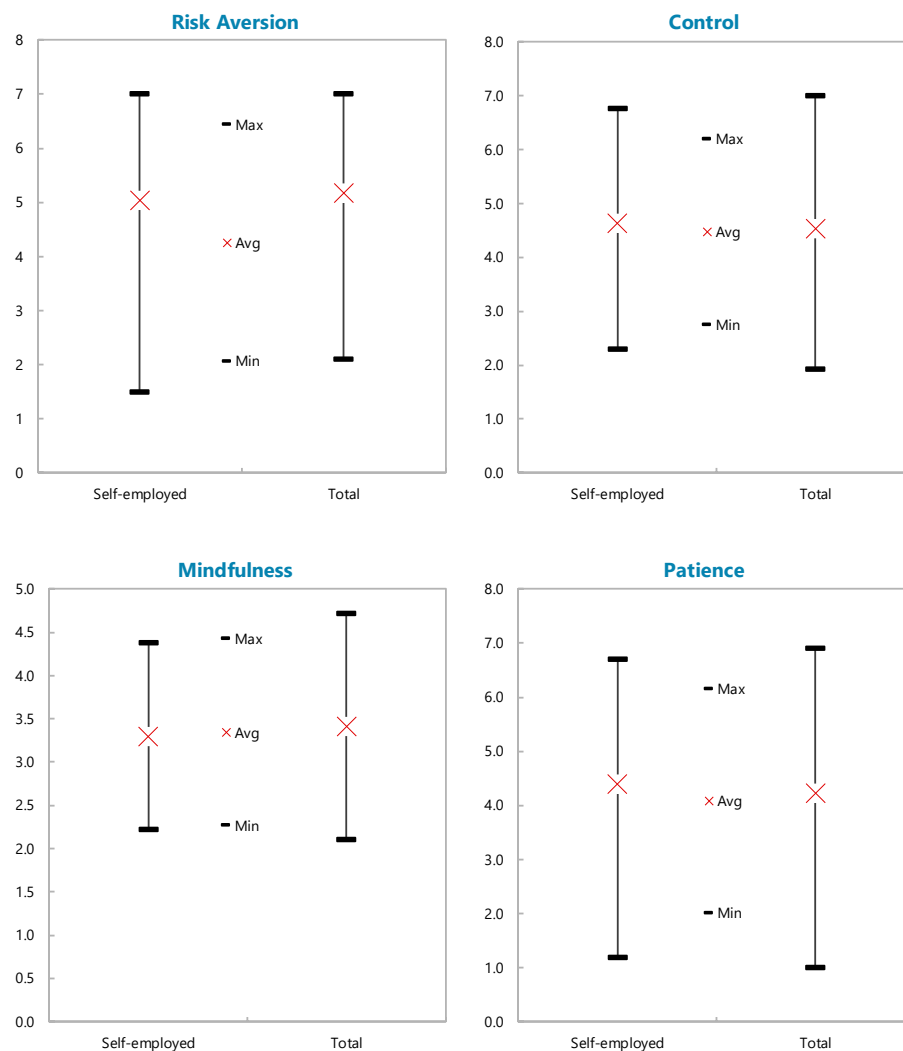 Risk Aversion
8
7
6
5
4
3
2
1
0
Max
Avg
Min
Self-employed Total
Control
8.0
7.0
6.0
5.0
4.0
3.0
2.0
1.0
0.0
Max
Avg
Min
Self-employed Total
Mindfulness
5.0
4.5
4.0
3.5
3.0
2.5
2.0
1.5
1.0
0.5
0.0
Max
Avg
Min
Self-employed Total
Patience
8.0
7.0
6.0
5.0
4.0
3.0
2.0
1.0
0.0
Max
Avg
Min
Self-employed Total